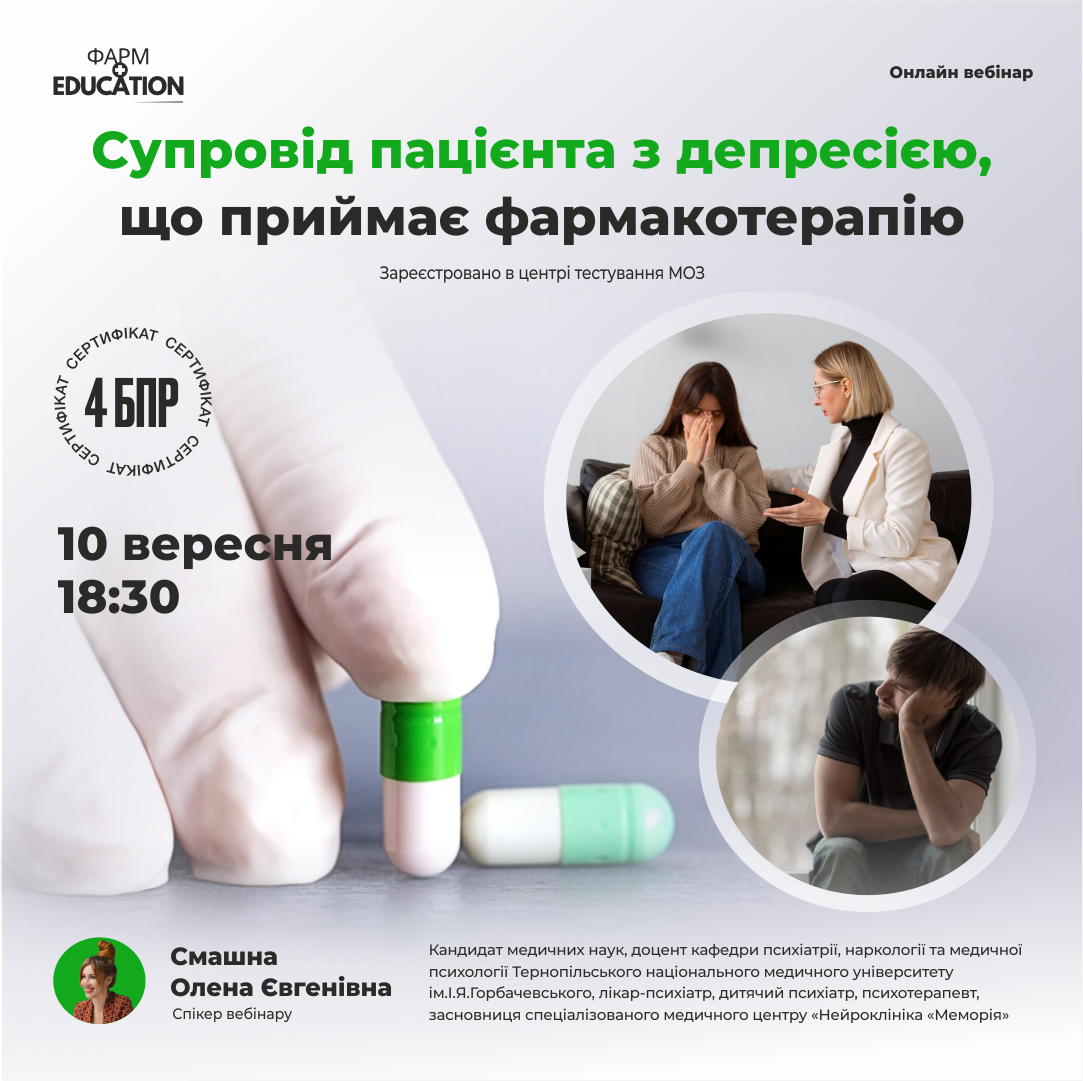 ФАРМ
EDUCATION
Онлайн вебінар
Супровід пацієнта з депресією,
що приймає фармакотерапію
Зареєстровано в центрі тестування МОЗ
СЕРТИФІКАТ СЕРТИФІКАТ СЕРТИФІКАТ СЕРТИФІКАТ
4 БПР
10 вересня
18:30
Смашна
Олена Євгенівна
Спікер вебінару
Кандидат медичних наук, доцент кафедри психіатрії, наркології та медичної
психології Тернопільського національного медичного університету
ім.І.Я.Горбачевського, лікар-психіатр, дитячий психіатр, психотерапевт,
засновниця спеціалізованого медичного центру «Нейроклініка «Меморія»